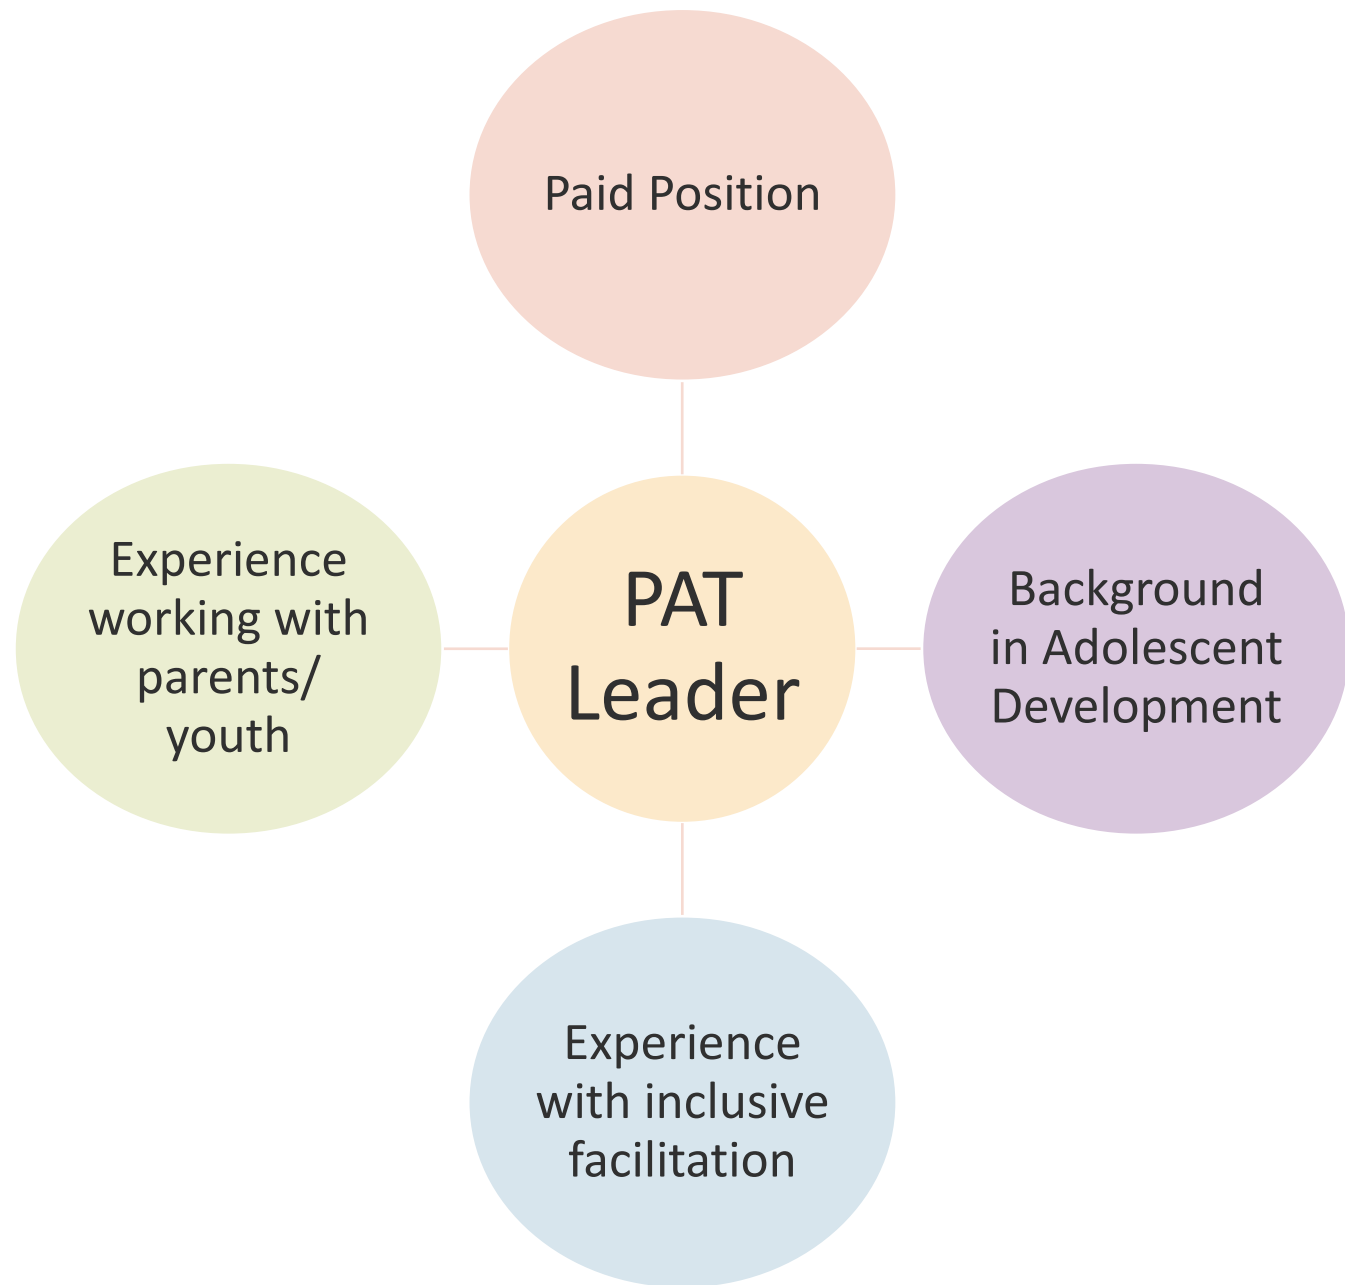 Paid Position
Experience
working with
parents/
youth
PAT
Leader
Background
in Adolescent
Development
Experience
with inclusive
facilitation